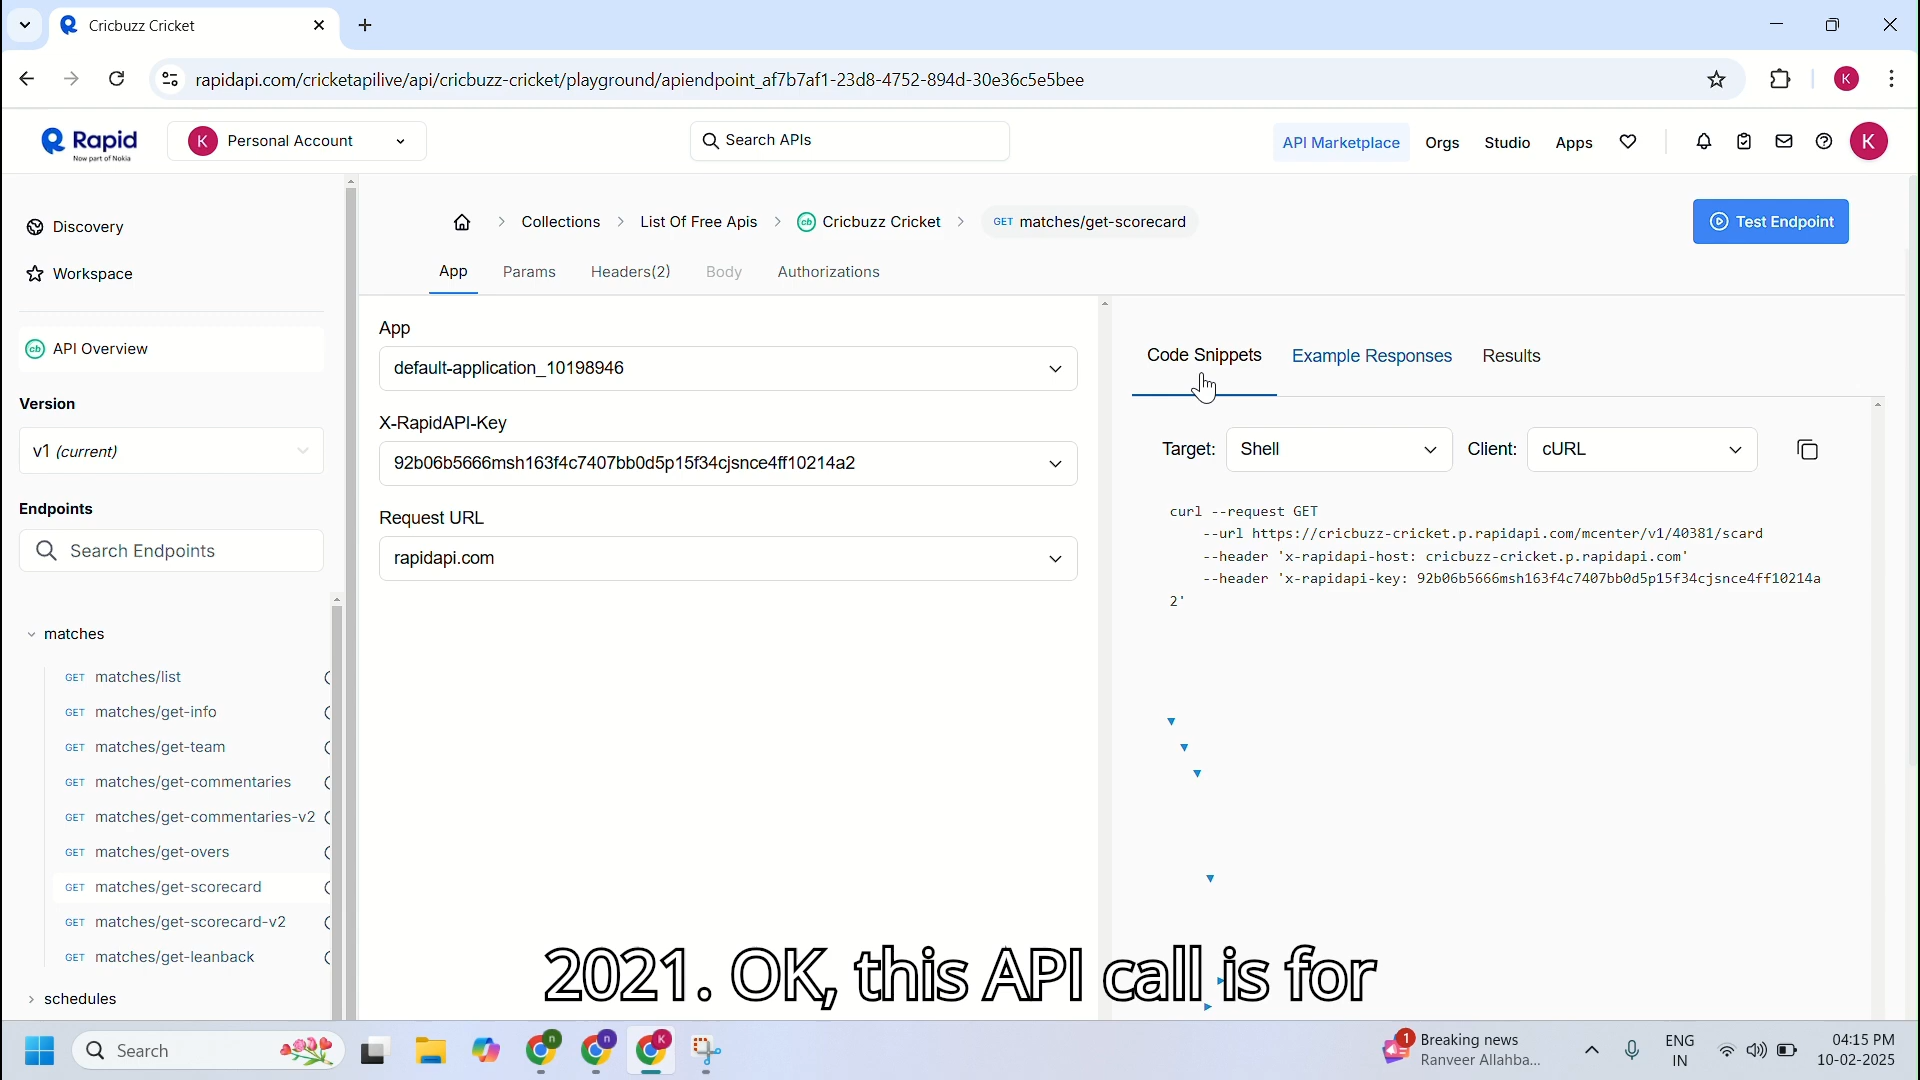 Cricbuzz Cricket
rapidapi.com/cricketapilive/api/cricbuzz-cricket/playground/apiendpoint_af7b7af1-23d8-4752-894d-30e36c5e5bee
K
Rapid
Now part of Nokia
K Personal Account
Search APIs
API Marketplace
Orgs
Studio
Apps
K
Discovery
Workspace
cb API Overview
Version
v1 (current)
Endpoints
Search Endpoints
matches
GET matches/list
GET matches/get-info
GET matches/get-team
GET matches/get-commentaries
GET matches/get-commentaries-v2
GET matches/get-overs
GET matches/get-scorecard
GET matches/get-scorecard-v2
GET matches/get-leanback
schedules
Collections > List Of Free Apis > cb Cricbuzz Cricket > GET matches/get-scorecard
Test Endpoint
App Params Headers(2) Body Authorizations
App
default-application_10198946
X-RapidAPI-Key
92b06b5666msh163f4c7407bb0d5p15f34cjsnce4ff10214a2
Request URL
rapidapi.com
Code Snippets Example Responses Results
Target: Shell Client: cURL
curl --request GET
--url https://cricbuzz-cricket.p.rapidapi.com/mcenter/v1/40381/scard
--header 'x-rapidapi-host: cricbuzz-cricket.p.rapidapi.com'
--header 'x-rapidapi-key: 92b06b5666msh163f4c7407bb0d5p15f34cjsnce4ff10214a
2'
2021. OK, this API call is for
Search
n
n
K
1
Breaking news
Ranveer Allahba...
ENG
IN
04:15 PM
10-02-2025